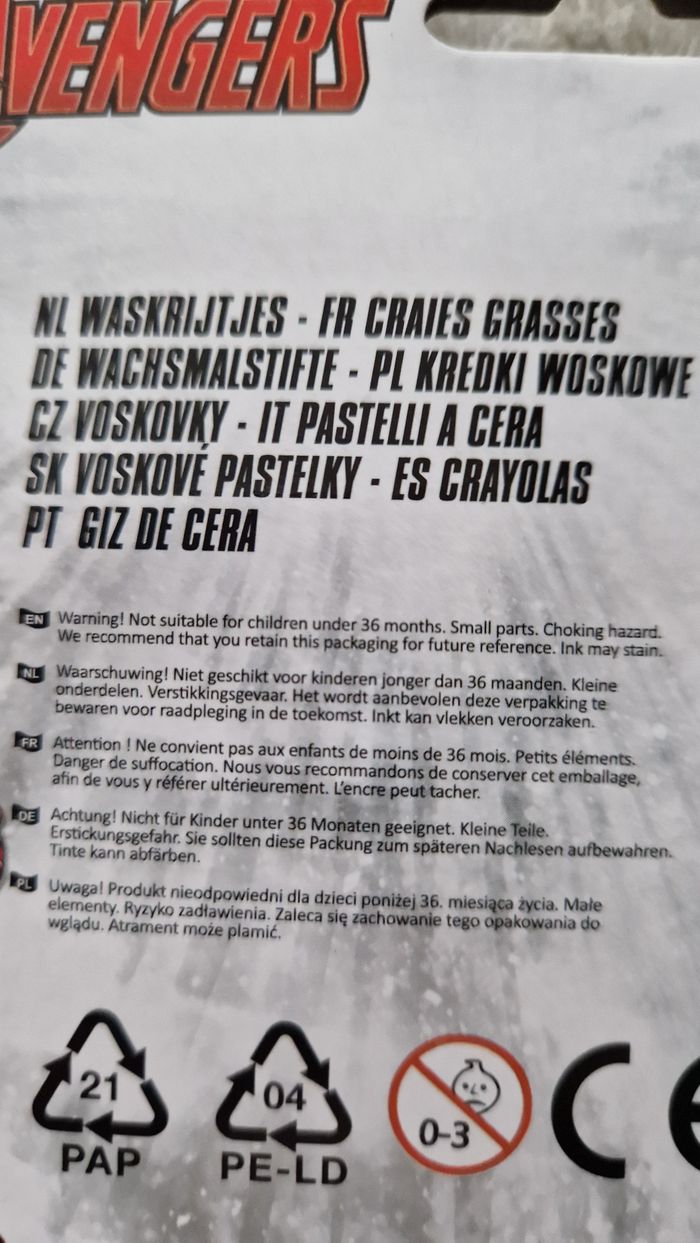 AVENGERS
NL WASKRIJTJES - FR CRAIES GRASSES
DE WACHSMALSTIFTE - PL KREDKI WOSKOWE
CZ VOSKOVKY - IT PASTELLI A CERA
SK VOSKOVÉ PASTELKY - ES CRAYOLAS
PT GIZ DE CERA
EN Warning! Not suitable for children under 36 months. Small parts. Choking hazard.
We recommend that you retain this packaging for future reference. Ink may stain.
NL Waarschuwing! Niet geschikt voor kinderen jonger dan 36 maanden. Kleine
onderdelen. Verstikkingsgevaar. Het wordt aanbevolen deze verpakking te
bewaren voor raadpleging in de toekomst. Inkt kan vlekken veroorzaken.
FR Attention ! Ne convient pas aux enfants de moins de 36 mois. Petits éléments.
Danger de suffocation. Nous vous recommandons de conserver cet emballage,
afin de vous y référer ultérieurement. L'encre peut tacher.
DE Achtung! Nicht für Kinder unter 36 Monaten geeignet. Kleine Teile.
Erstickungsgefahr. Sie sollten diese Packung zum späteren Nachlesen aufbewahren.
Tinte kann abfärben.
PL Uwaga! Produkt nieodpowiedni dla dzieci poniżej 36. miesiąca życia. Małe
elementy. Ryzyko zadławienia. Zaleca się zachowanie tego opakowania do
wglądu. Atrament może plamić.
21 04 0-3 CE
PAP PE-LD